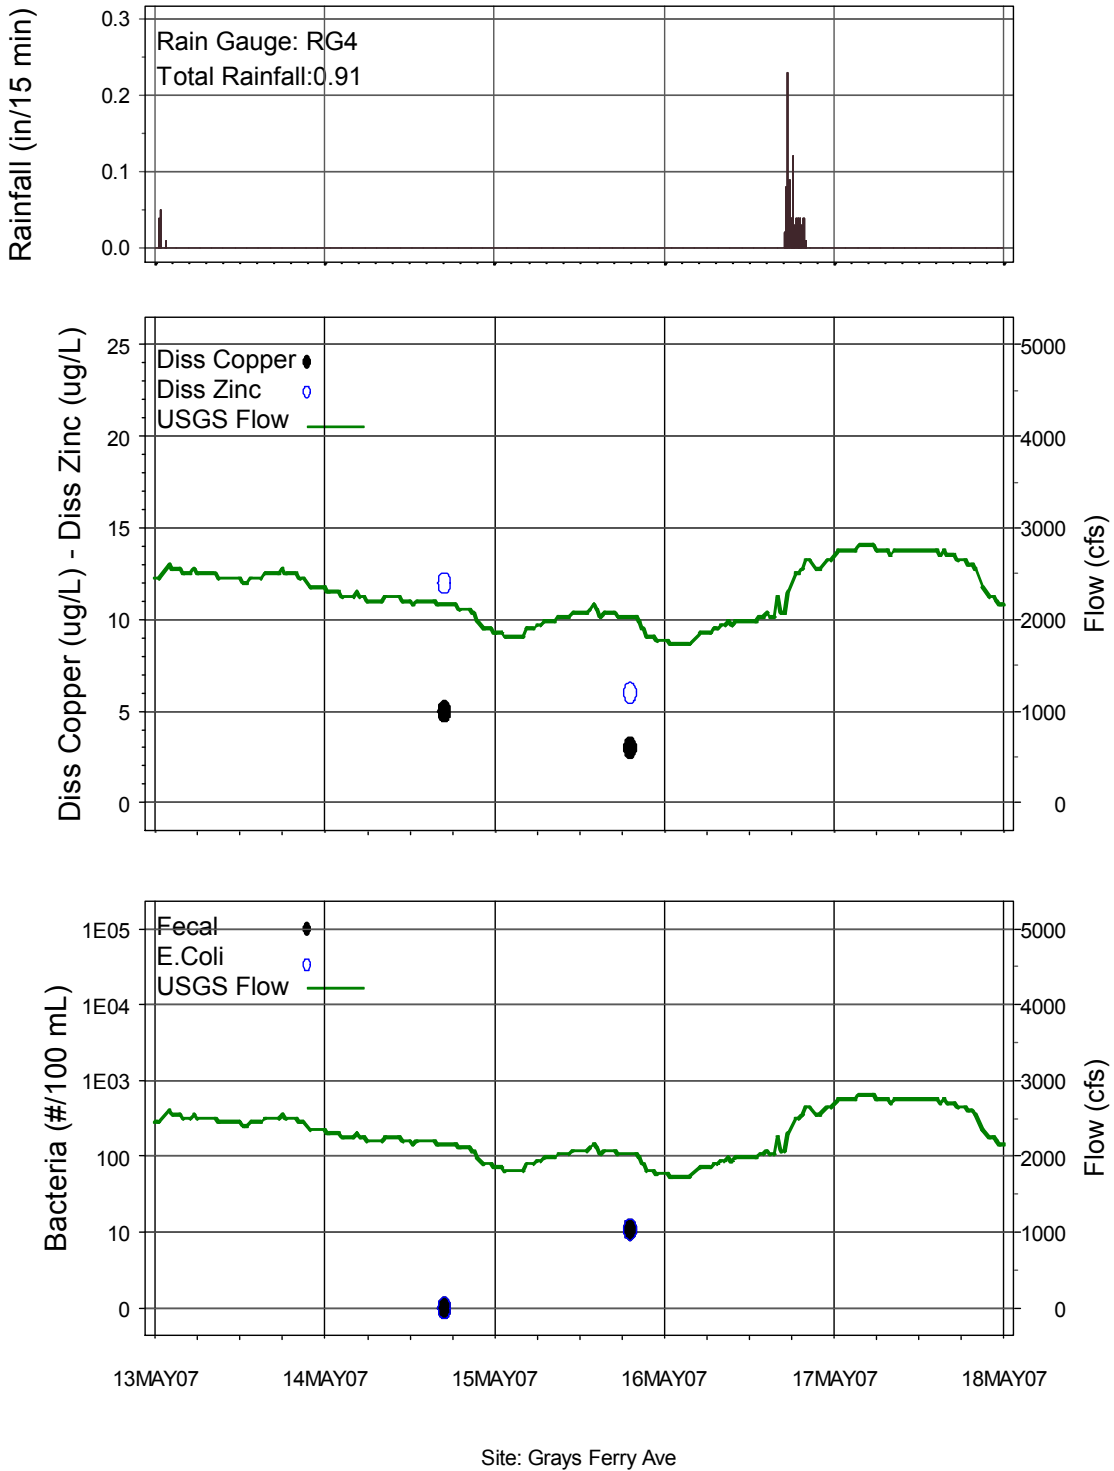 Rainfall (in/15 min)
0.3
0.2
0.1
0.0
Rain Gauge: RG4
Total Rainfall:0.91
Diss Copper (ug/L) - Diss Zinc (ug/L)
25
20
15
10
5
0
Diss Copper
Diss Zinc
USGS Flow
5000
4000
3000
2000
1000
0
Flow (cfs)
Bacteria (#/100 mL)
1E05
1E04
1E03
100
10
0
Fecal
E.Coli
USGS Flow
5000
4000
3000
2000
1000
0
Flow (cfs)
13MAY07 14MAY07 15MAY07 16MAY07 17MAY07 18MAY07
Site: Grays Ferry Ave